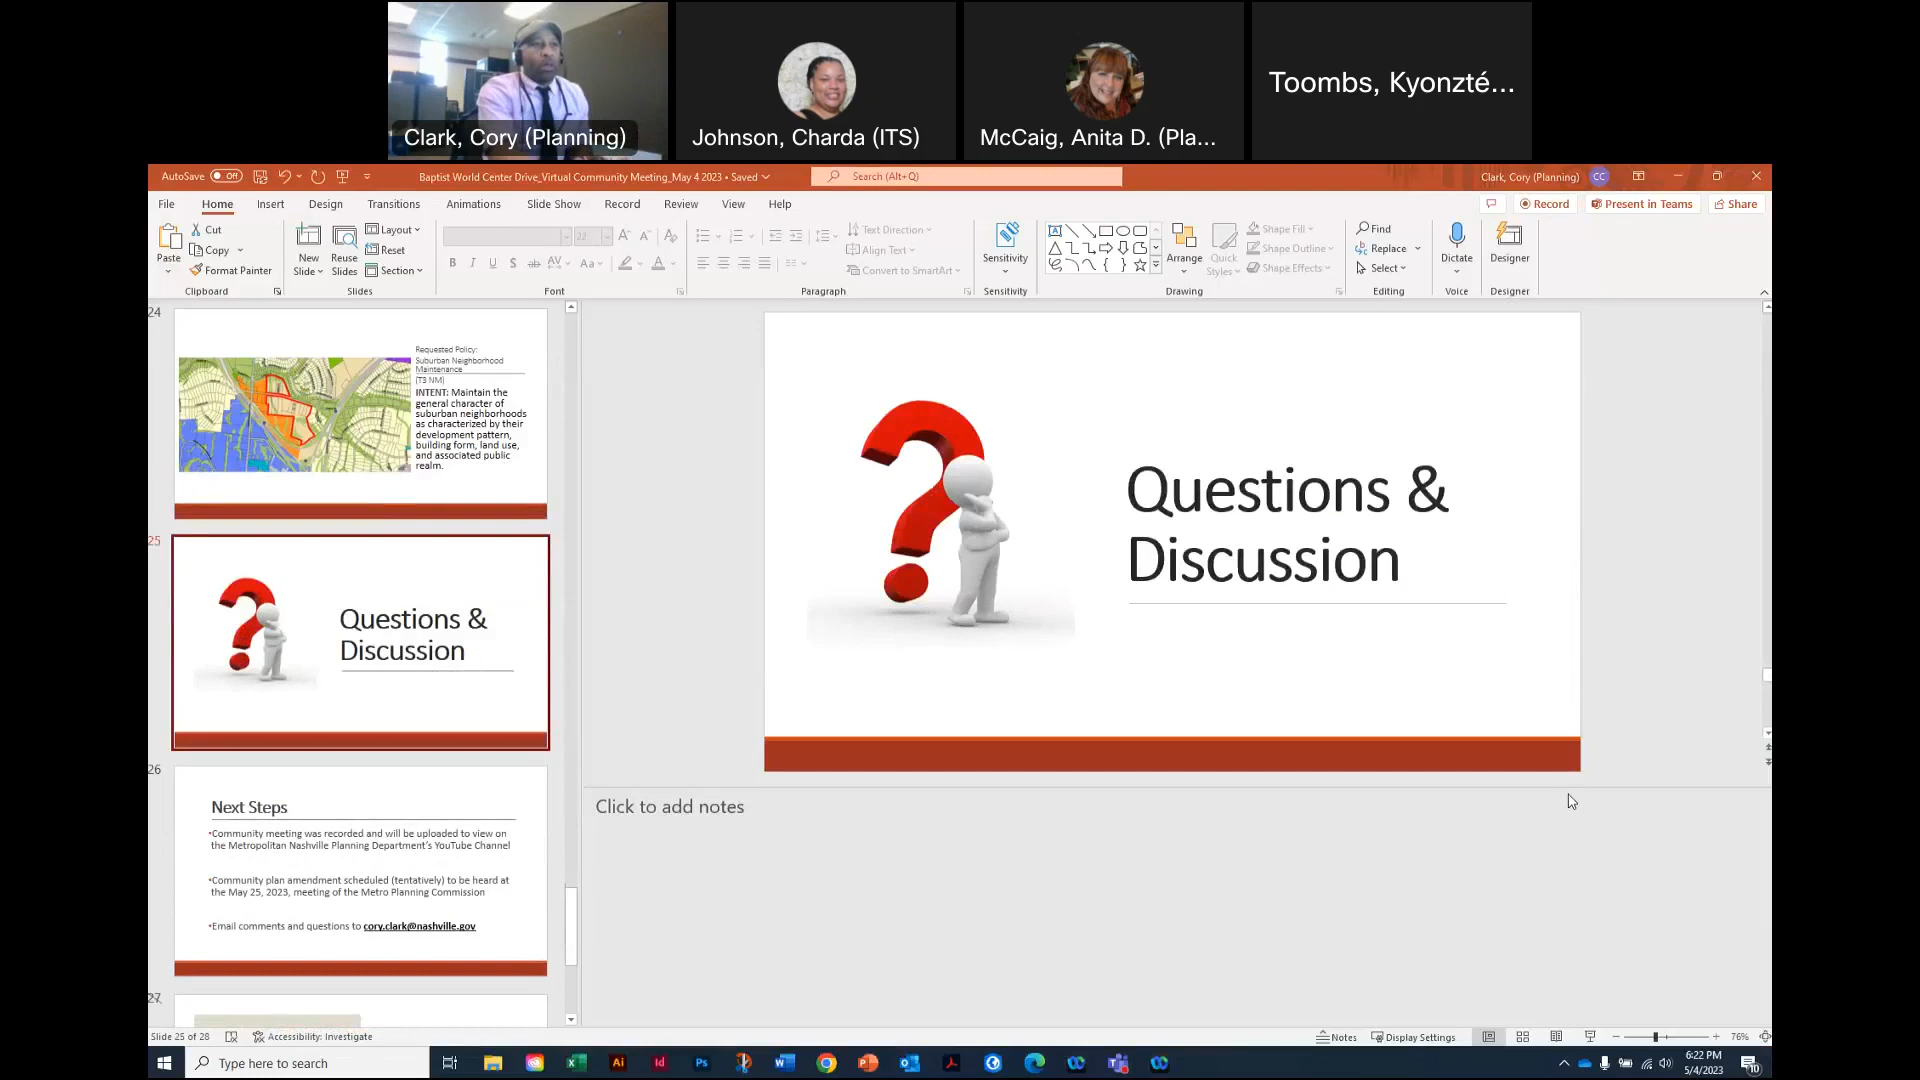 Clark, Cory (Planning)
Johnson, Charda (ITS)
McCaig, Anita D. (Pla...
Toombs, Kyonzté...
AutoSave Off
Baptist World Center Drive_Virtual Community Meeting_May 4 2023 • Saved
Search (Alt+Q)
Clark, Cory (Planning) CC
File Home Insert Design Transitions Animations Slide Show Record Review View Help
Record Present in Teams Share
Paste
Cut
Copy
Format Painter
Clipboard
New Slides
Reuse Slides
Layout
Reset
Section
Slides
22
Font
Text Direction
Align Text
Convert to SmartArt
Paragraph
Sensitivity
Sensitivity
Arrange
Quick Styles
Shape Fill
Shape Outline
Shape Effects
Drawing
Find
Replace
Select
Editing
Dictate
Voice
Designer
Designer
24
Requested Policy:
Suburban Neighborhood
Maintenance
(T3 NM)
INTENT: Maintain the
general character of
suburban neighborhoods
as characterized by their
development pattern,
building form, land use,
and associated public
realm.
25
Questions &
Discussion
26
Next Steps
•Community meeting was recorded and will be uploaded to view on
the Metropolitan Nashville Planning Department's YouTube Channel
•Community plan amendment scheduled (tentatively) to be heard at
the May 25, 2023, meeting of the Metro Planning Commission
•Email comments and questions to cory.clark@nashville.gov
27
Questions &
Discussion
Click to add notes
Slide 25 of 28
Accessibility: Investigate
Notes
Display Settings
76%
Type here to search
6:22 PM
5/4/2023
10